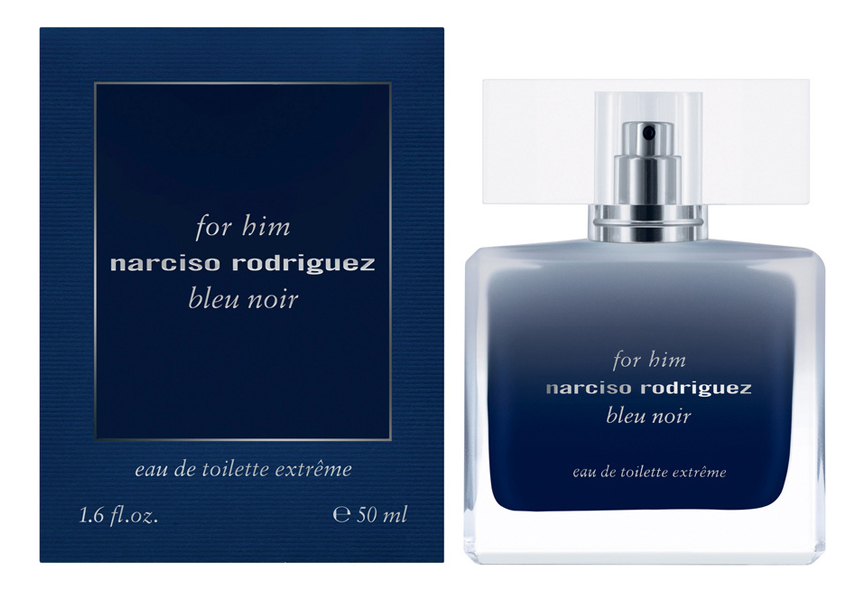 for him
narciso rodriguez
bleu noir
eau de toilette extrême
1.6 fl.oz. ℮ 50 ml
for him
narciso rodriguez
bleu noir
eau de toilette extrême